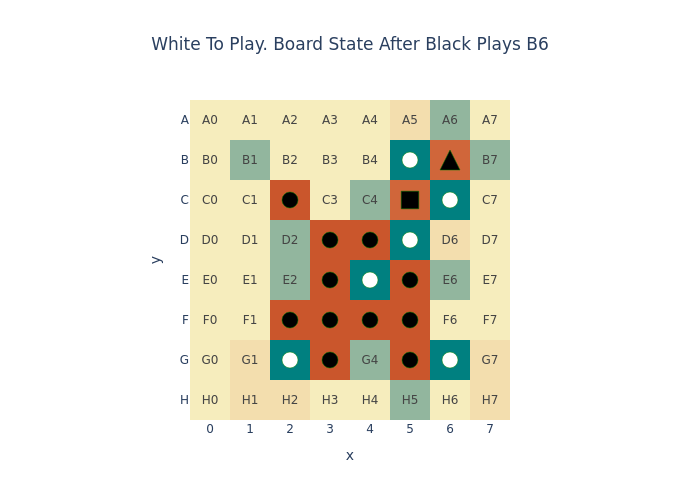 White To Play. Board State After Black Plays B6
A A0 A1 A2 A3 A4 A5 A6 A7
B B0 B1 B2 B3 B4 B7
C C0 C1 C3 C4 C7
D D0 D1 D2 D6 D7
E E0 E1 E2 E6 E7
F F0 F1 F6 F7
G G0 G1 G4 G7
H H0 H1 H2 H3 H4 H5 H6 H7
0 1 2 3 4 5 6 7
x
y